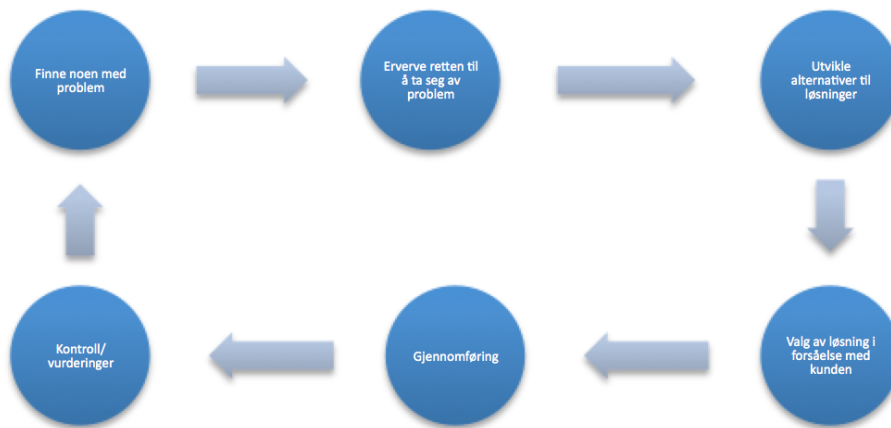 Finne noen med
problem
Erverve retten til
å ta seg av
problem
Utvikle
alternativer til
løsninger
Valg av løsning i
forsåelse med
kunden
Gjennomføring
Kontroll/
vurderinger